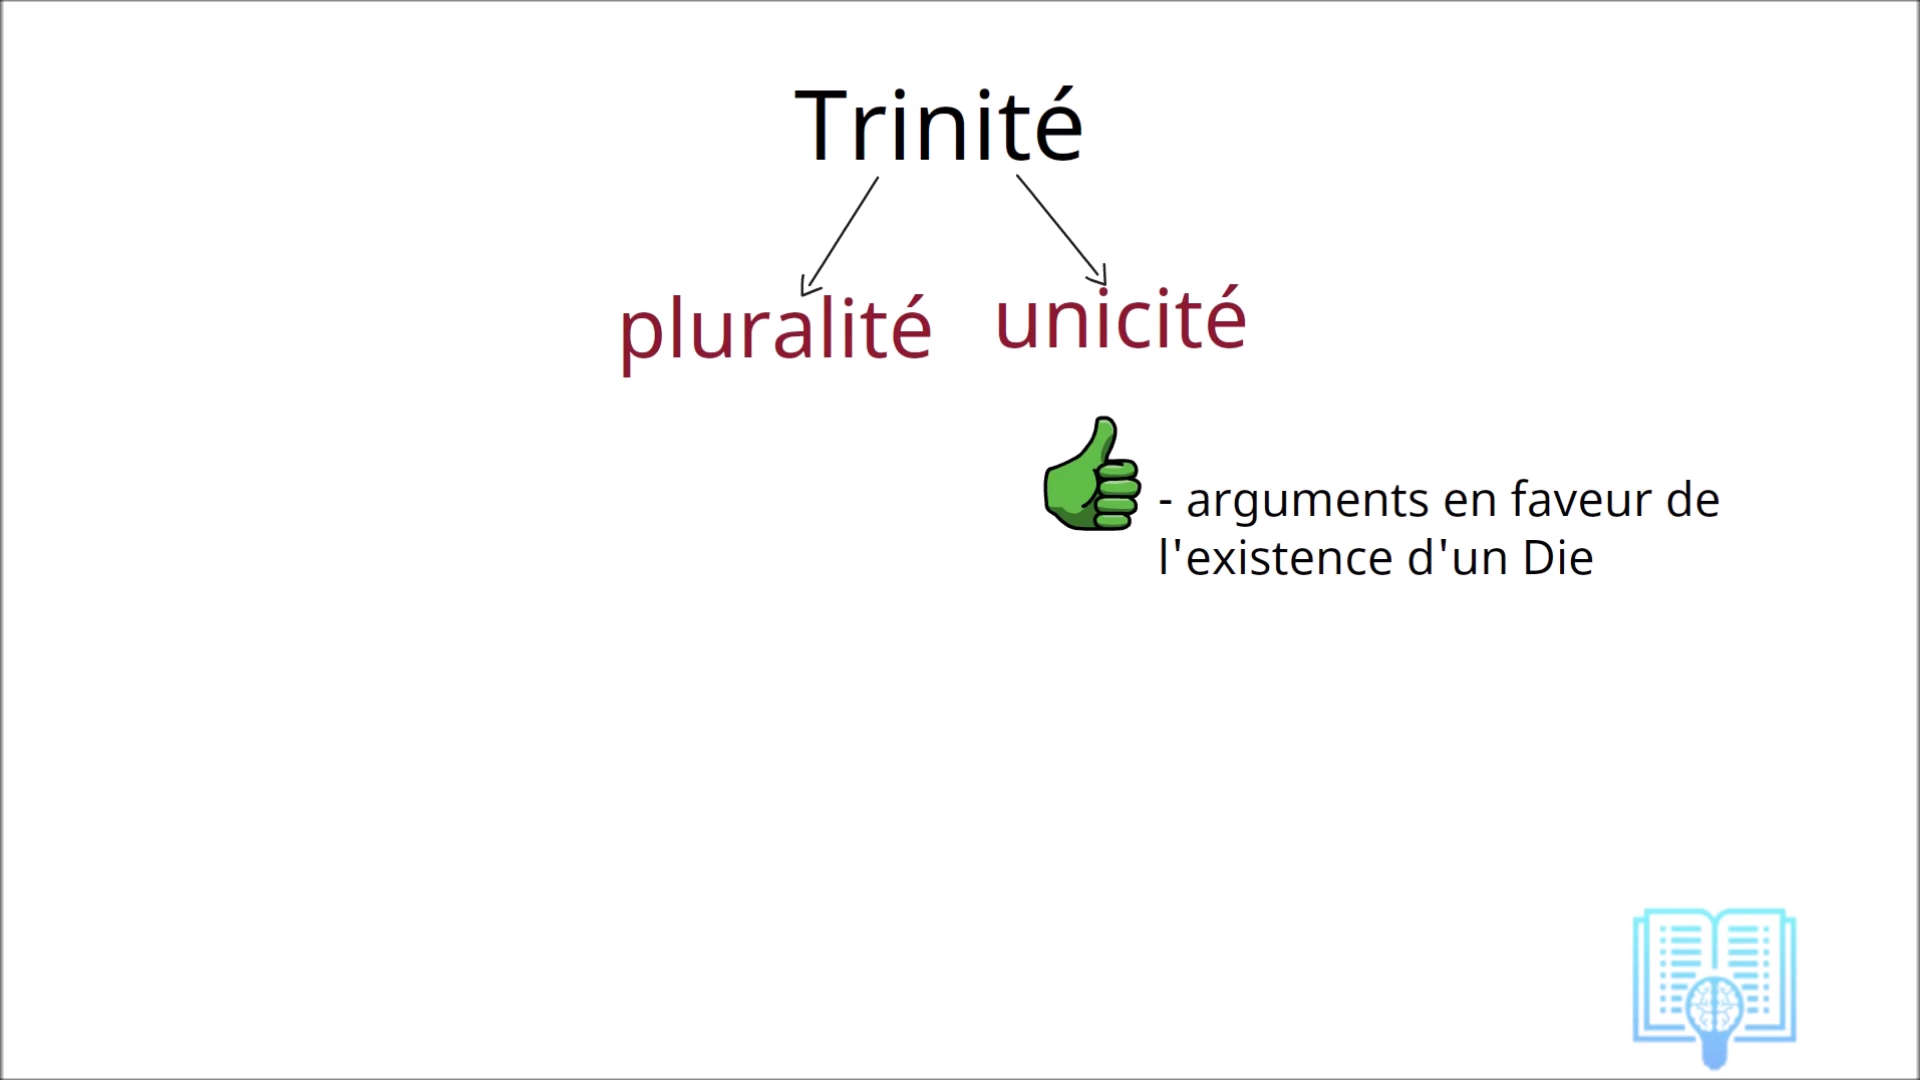 Trinité
pluralité unicité
- arguments en faveur de
l'existence d'un Die